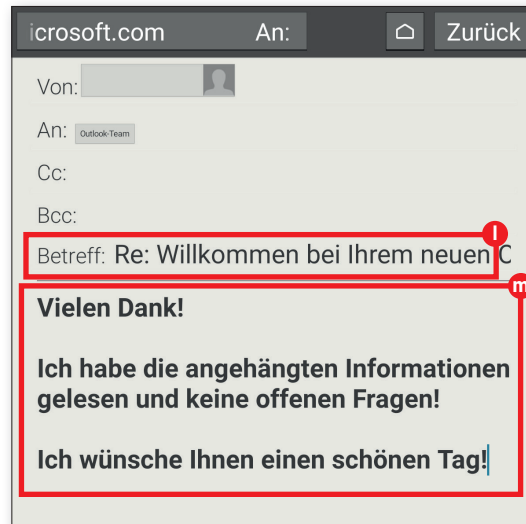 icrosoft.com An: Zurück
Von:
An: Outlook-Team
Cc:
Bcc:
Betreff: Re: Willkommen bei Ihrem neuen O
l
m
Vielen Dank!
Ich habe die angehängten Informationen
gelesen und keine offenen Fragen!
Ich wünsche Ihnen einen schönen Tag!